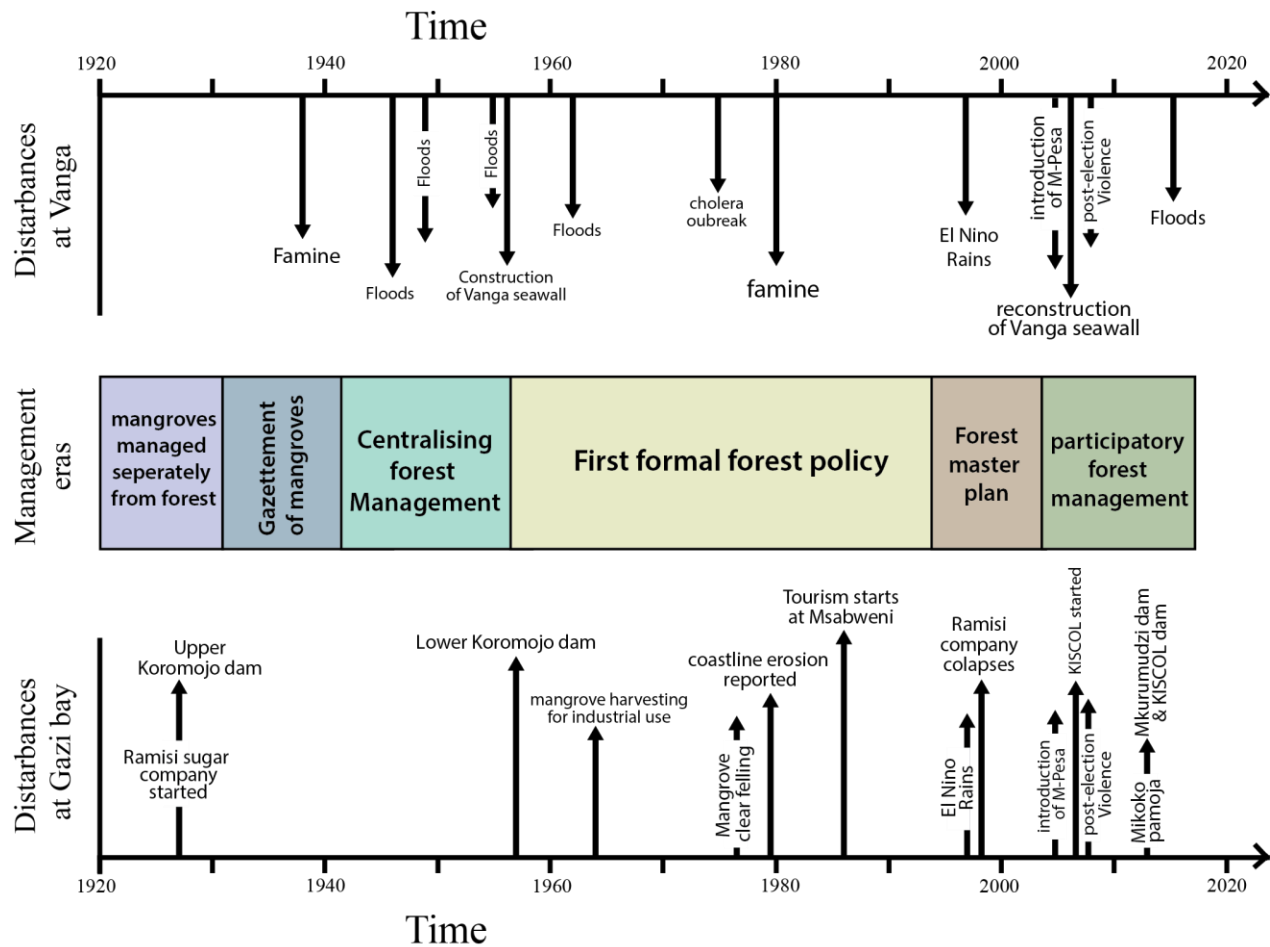 Time
1920
1940
1960
1980
2000
2020
Distarbances
at Vanga
Famine
Floods
Floods
Floods
Construction
of Vanga seawall
Floods
cholera
oubreak
famine
El Nino
Rains
introduction
of M-Pesa
reconstruction
of Vanga seawall
post-election
Violence
Floods
Management
eras
mangroves
managed
seperately
from forest
Gazettement
of mangroves
Centralising
forest
Management
First formal forest policy
Forest
master
plan
participatory
forest
management
Distarbances
at Gazi bay
Upper
Koromojo dam
Ramisi sugar
company
started
Lower Koromojo dam
mangrove harvesting
for industrial use
Mangrove
clear felling
coastline erosion
reported
Tourism starts
at Msabweni
El Nino
Rains
Ramisi
company
colapses
introduction
of M-Pesa
KISCOL started
post-election
Violence
Mkurumudzi dam
& KISCOL dam
Mikoko
pamoja
1920
1940
1960
1980
2000
2020
Time